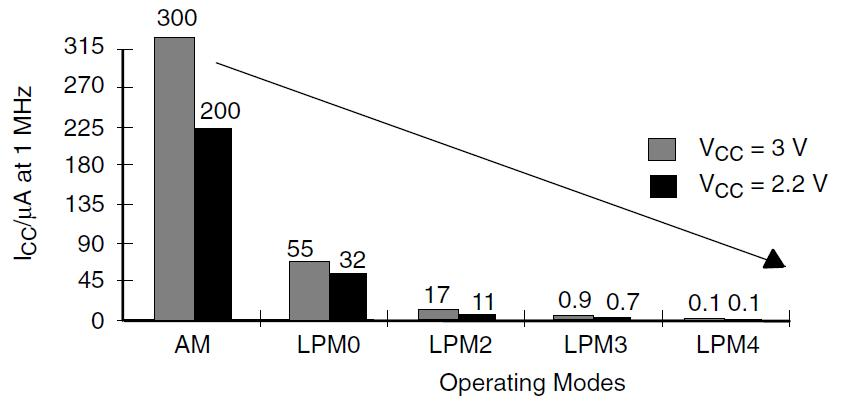 300
315
270
200
225
180
135
90
45
0
ICC/μA at 1 MHz
VCC = 3 V
VCC = 2.2 V
55
32
17
11
0.9
0.7
0.1 0.1
AM
LPM0
LPM2
LPM3
LPM4
Operating Modes